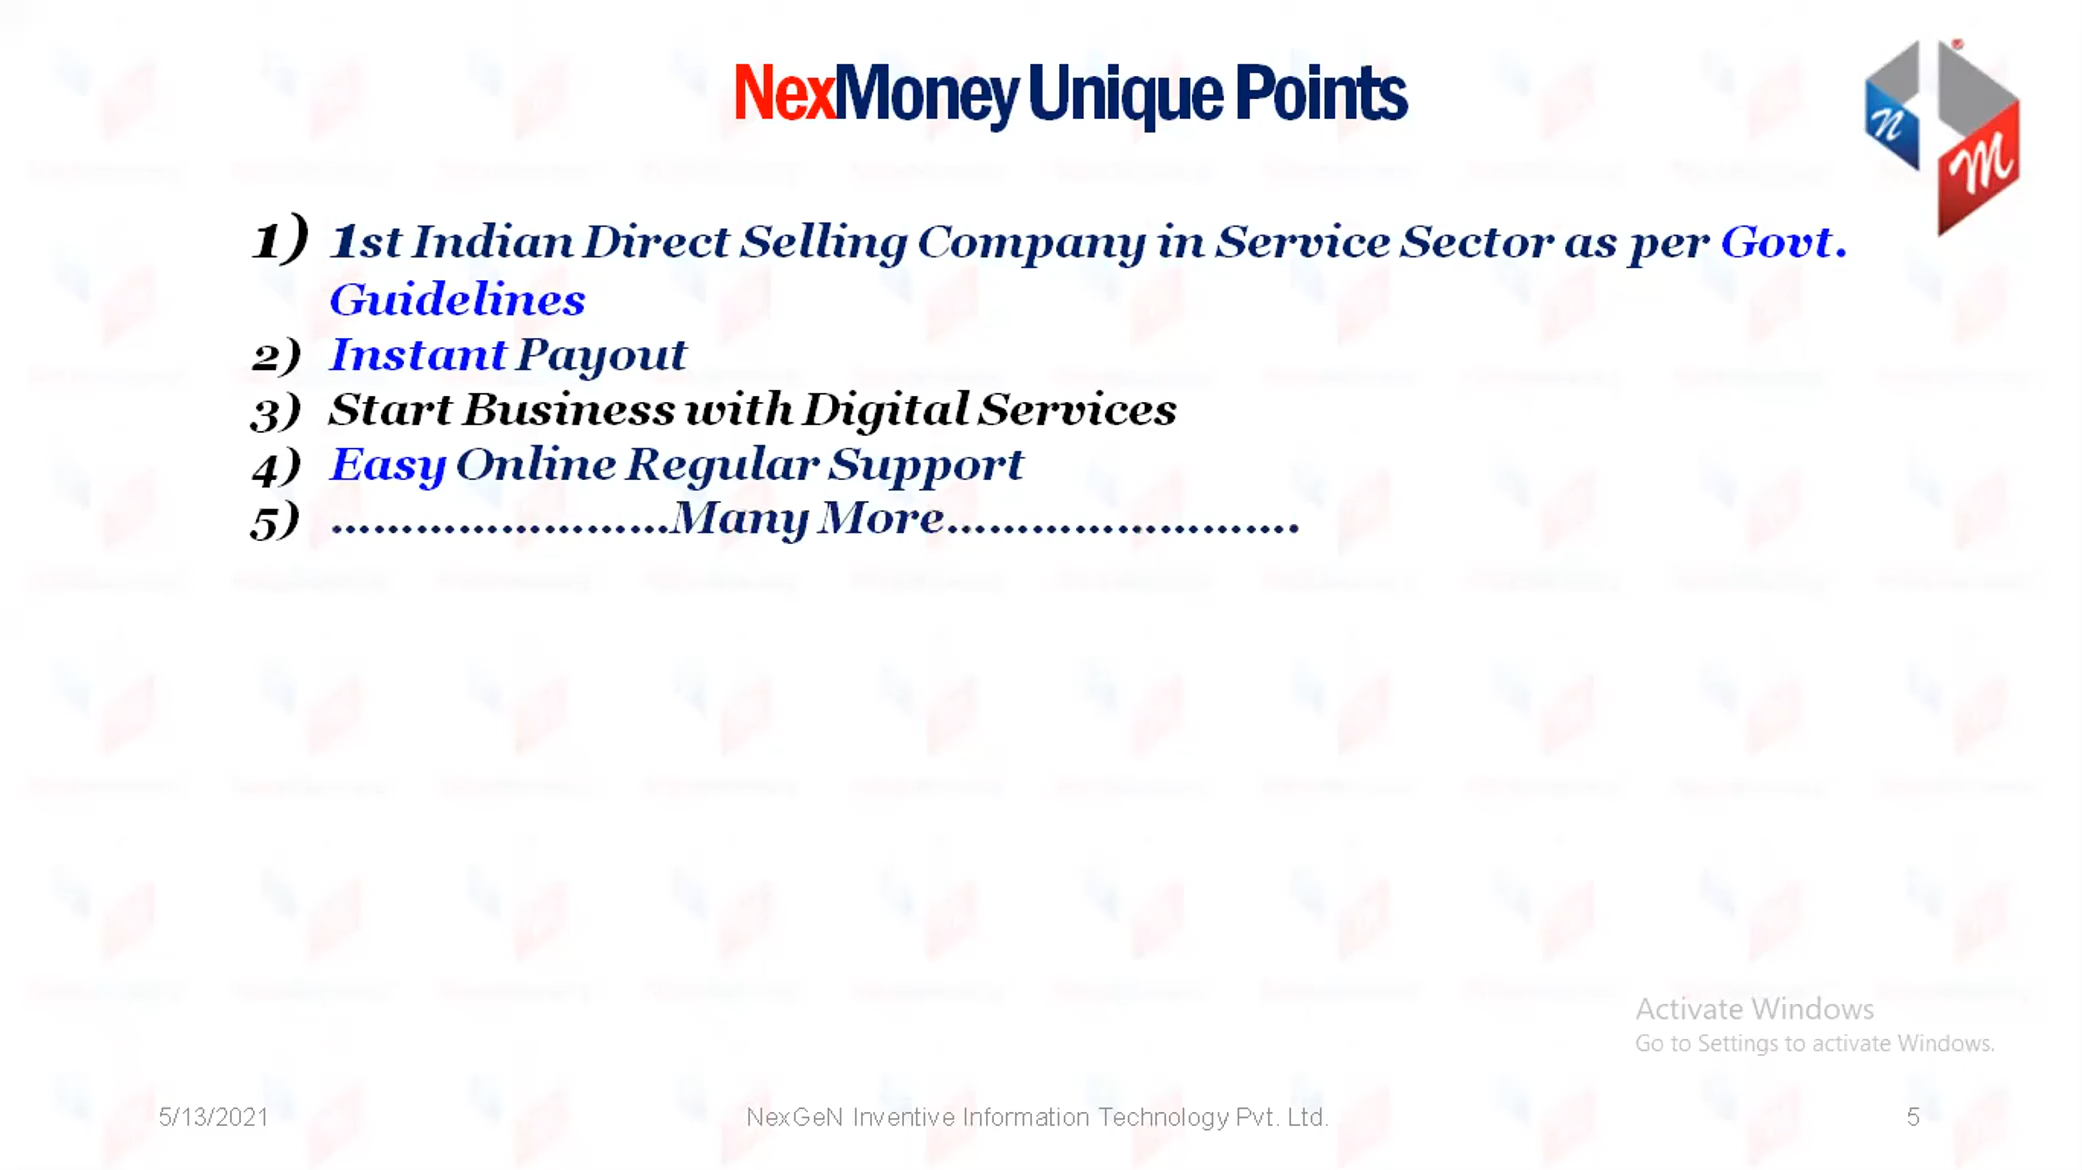 NexMoney Unique Points
n
M
1) 1st Indian Direct Selling Company in Service Sector as per Govt.
Guidelines
2) Instant Payout
3) Start Business with Digital Services
4) Easy Online Regular Support
5) ……………………Many More…………………….
Activate Windows
Go to Settings to activate Windows.
5/13/2021
NexGeN Inventive Information Technology Pvt. Ltd.
5